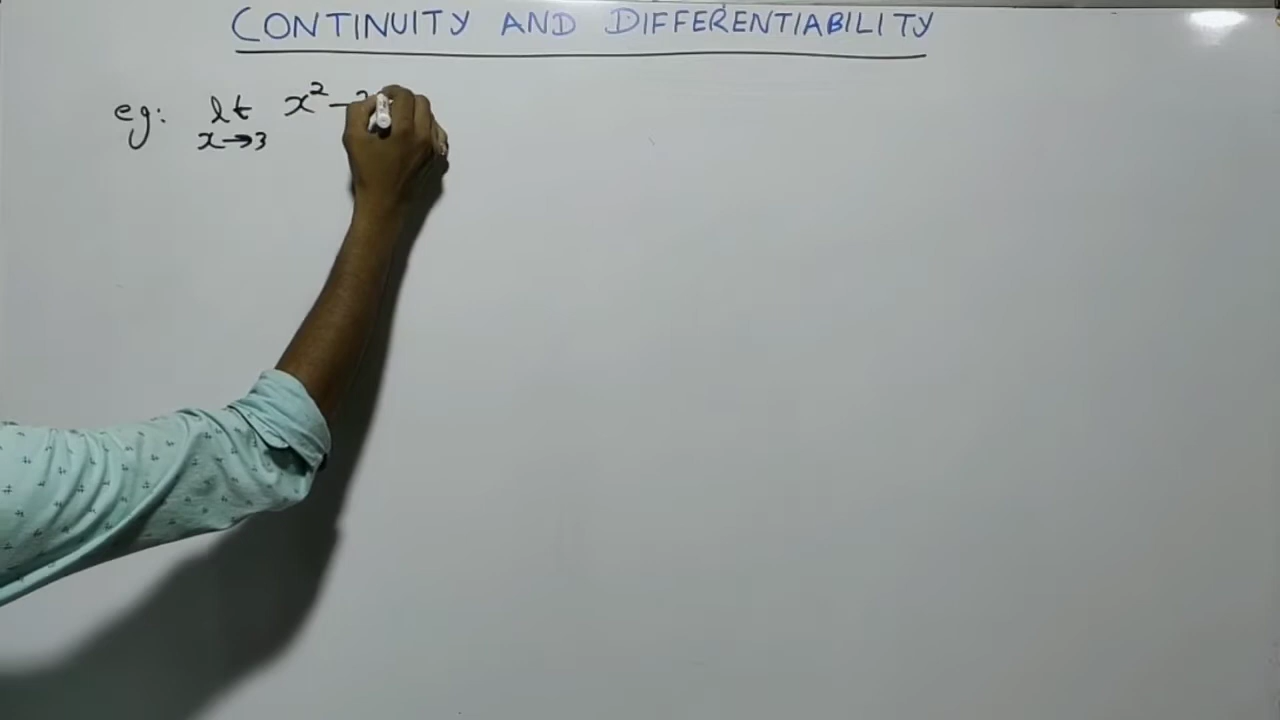 CONTINUITY AND DIFFERENTIABILITY
eg: lt x² -
x→3